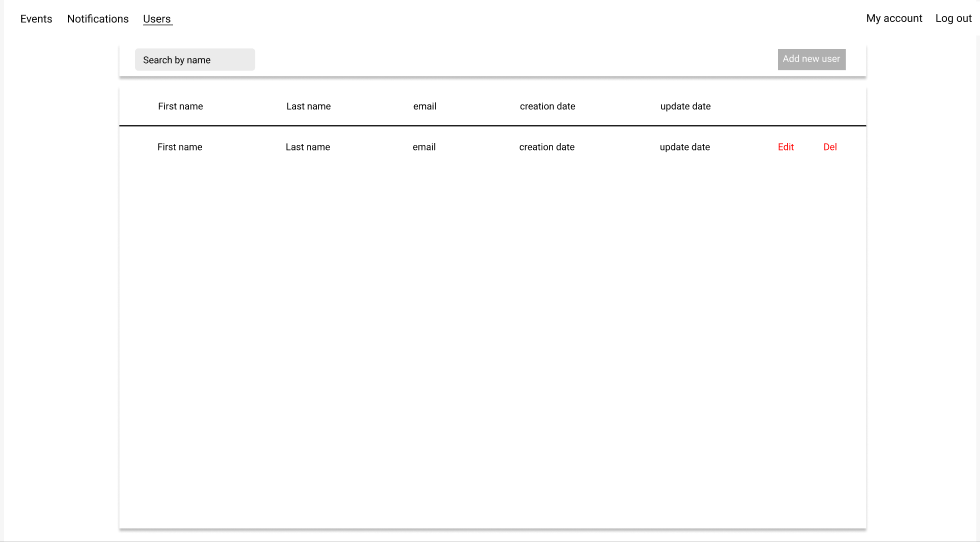 Events Notifications Users My account Log out
Search by name Add new user
First name Last name email creation date update date
First name Last name email creation date update date Edit Del